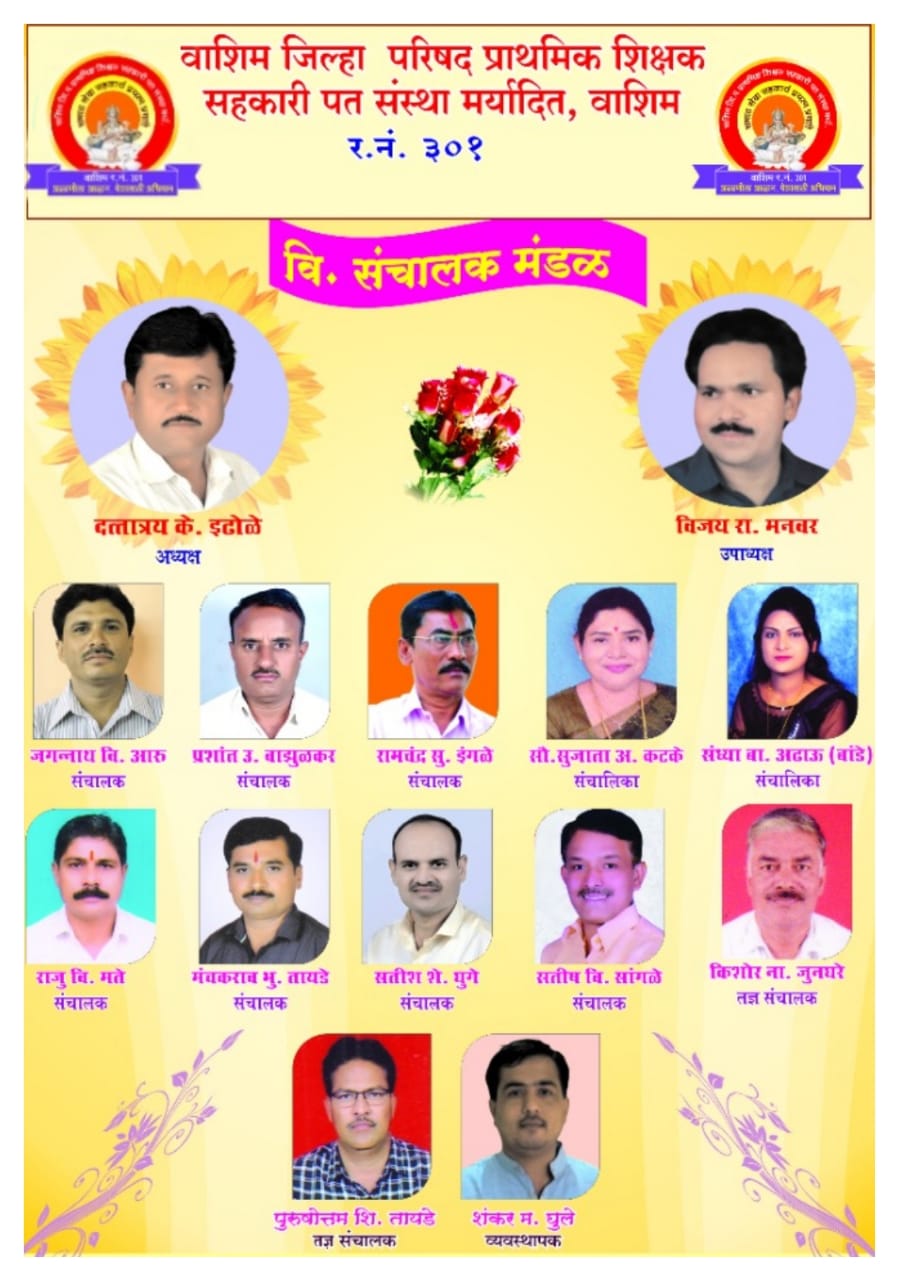 वाशिम जिल्हा परिषद प्राथमिक शिक्षक
सहकारी पत संस्था मर्यादित, वाशिम
र.नं. ३०१
वाशिम र.नं. 301
वाशिम र.नं. 301
वि. संचालक मंडळ
दत्तात्रय के. इढोळे
अध्यक्ष
विजय रा. मनवर
उपाध्यक्ष
जगन्नाथ वि. आरु
संचालक
प्रशांत उ. वाझुळकर
संचालक
रामचंद्र सु. इंगळे
संचालक
सौ.सुजाता अ. कटके
संचालिका
संध्या बा. अढाऊ (वांडे)
संचालिका
राजु वि. मते
संचालक
मंचकराव भु. तायडे
संचालक
सतीश शे. घुगे
संचालक
सतीष वि. सांगळे
संचालक
किशोर ना. जुनघरे
तज्ञ संचालक
पुरुषोत्तम शि. तायडे
तज्ञ संचालक
शंकर म. घुले
व्यवस्थापक